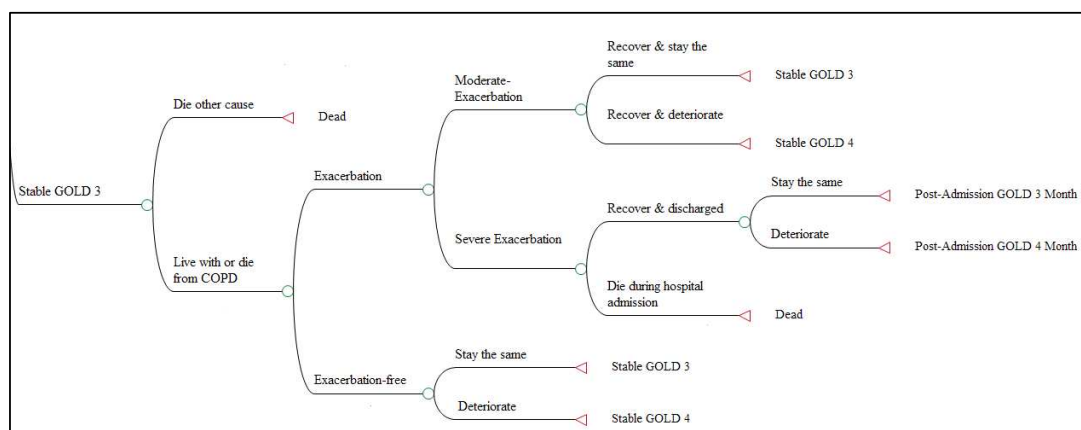 Recover & stay the
same
Stable GOLD 3
Moderate-
Exacerbation
Die other cause
Dead
Recover & deteriorate
Stable GOLD 4
Exacerbation
Stay the same
Post-Admission GOLD 3 Month
Stable GOLD 3
Recover & discharged
Severe Exacerbation
Deteriorate
Post-Admission GOLD 4 Month
Live with or die
from COPD
Die during hospital
admission
Dead
Stay the same
Stable GOLD 3
Exacerbation-free
Deteriorate
Stable GOLD 4